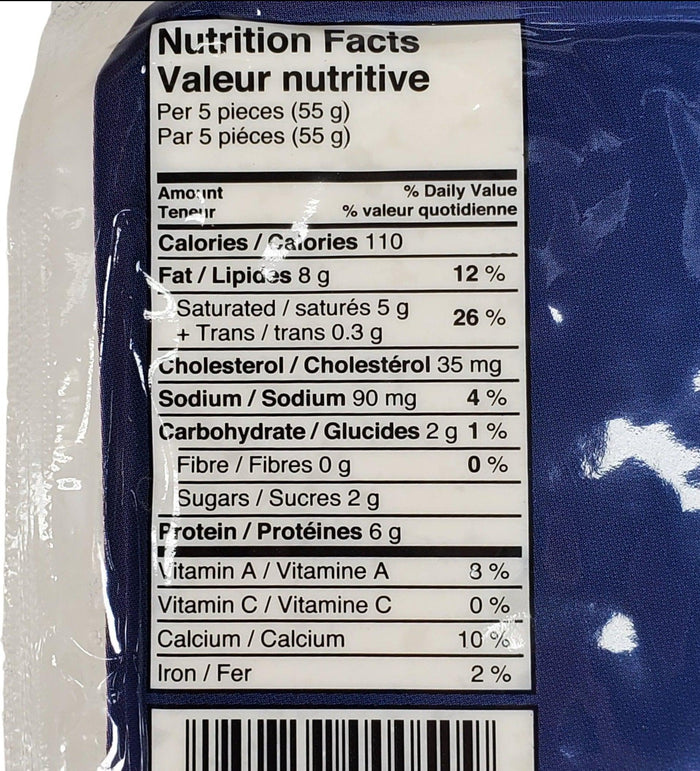 Nutrition Facts
Valeur nutritive
Per 5 pieces (55 g)
Par 5 piéces (55 g)
Amount % Daily Value
Teneur % valeur quotidienne
Calories / Calories 110
Fat / Lipides 8 g 12 %
Saturated / saturés 5 g
+ Trans / trans 0.3 g 26 %
Cholesterol / Cholestérol 35 mg
Sodium / Sodium 90 mg 4 %
Carbohydrate / Glucides 2 g 1 %
Fibre / Fibres 0 g 0 %
Sugars / Sucres 2 g
Protein / Protéines 6 g
Vitamin A / Vitamine A 8 %
Vitamin C / Vitamine C 0 %
Calcium / Calcium 10 %
Iron / Fer 2 %